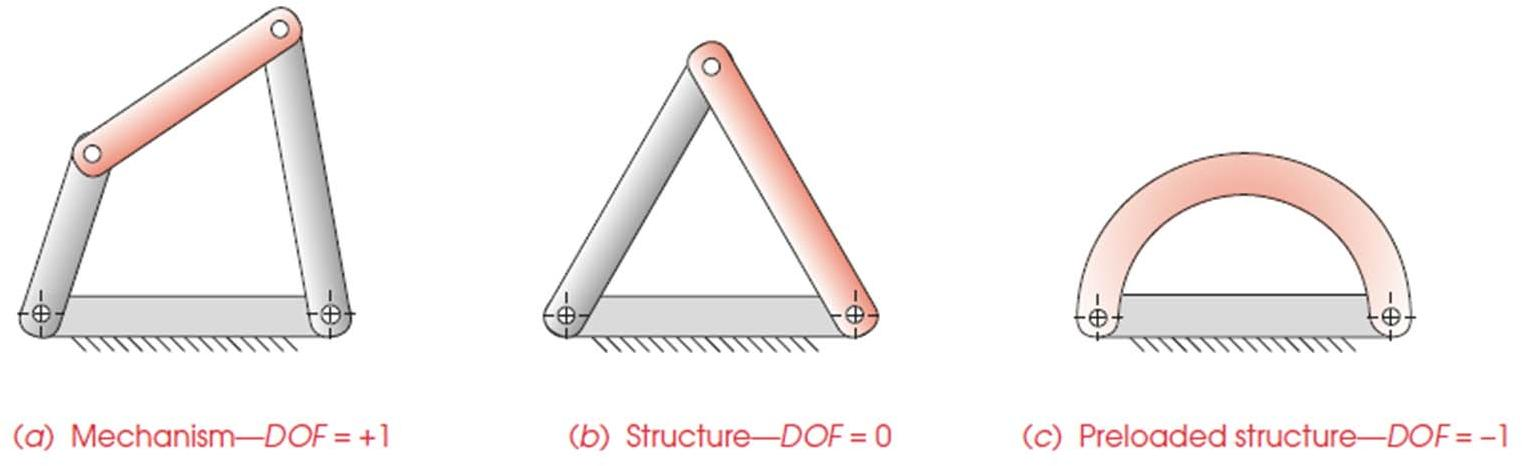 (a) Mechanism—DOF = +1
(b) Structure—DOF = 0
(c) Preloaded structure—DOF = –1